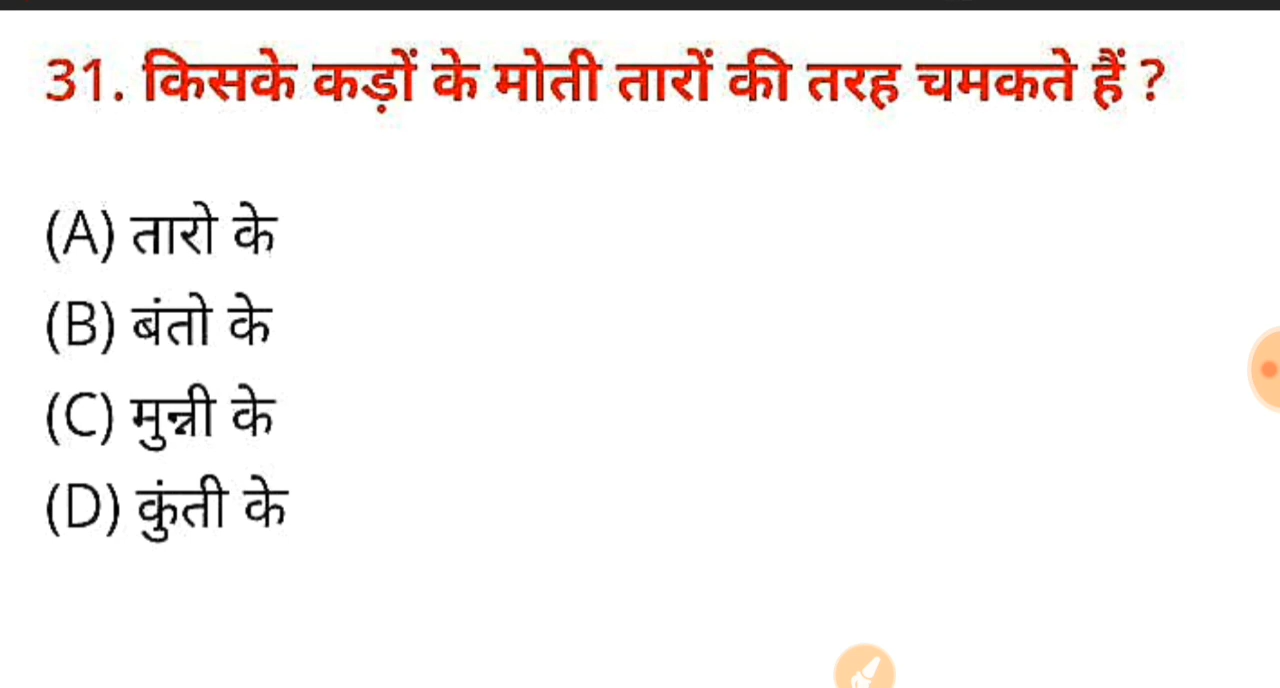 31. किसके कड़ों के मोती तारों की तरह चमकते हैं ?
(A) तारो के
(B) बंतो के
(C) मुन्नी के
(D) कुंती के